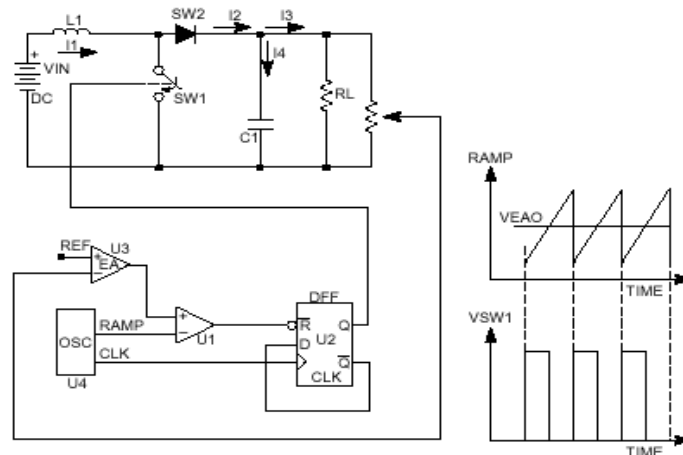 L1
SW2
I2
I3
I1
I4
+
VIN
DC
SW1
C1
RL
REF
U3
+
EA
−
OSC
RAMP
CLK
U4
+
−
U1
DFF
R
Q
D
U2
Q
CLK
RAMP
VEAO
TIME
VSW1
TIME